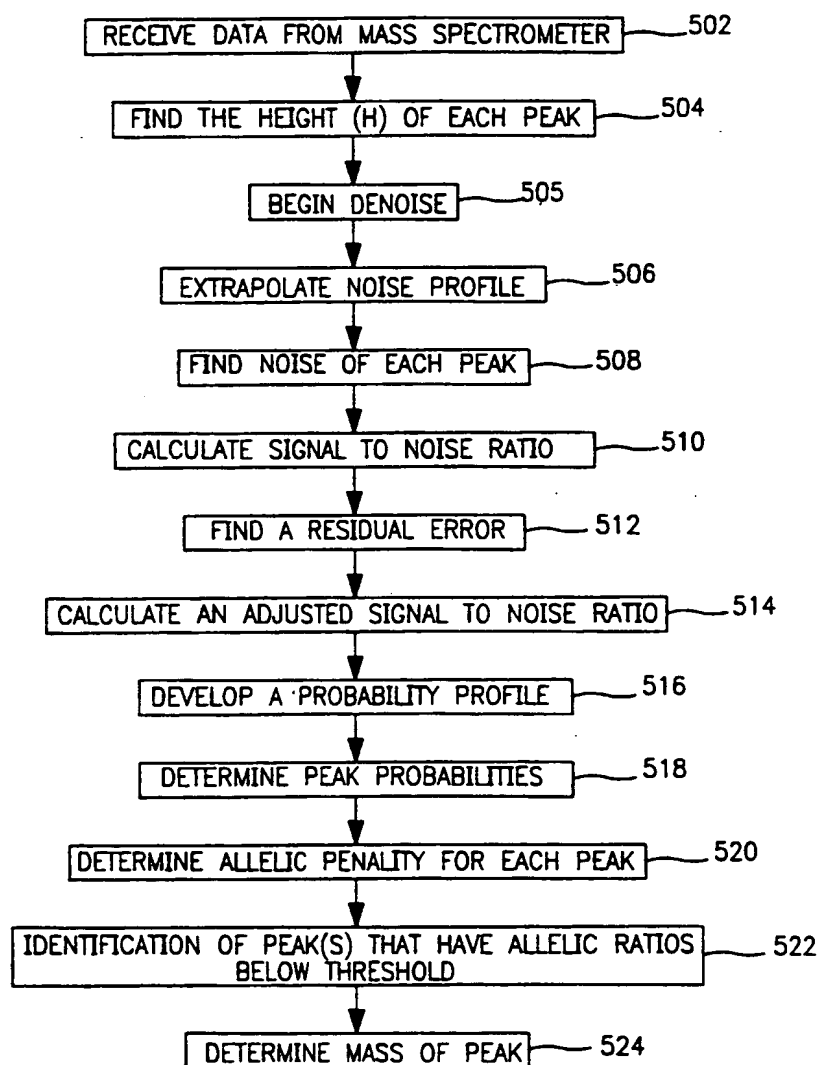 RECEIVE DATA FROM MASS SPECTROMETER 502
FIND THE HEIGHT (H) OF EACH PEAK 504
BEGIN DENOISE 505
EXTRAPOLATE NOISE PROFILE 506
FIND NOISE OF EACH PEAK 508
CALCULATE SIGNAL TO NOISE RATIO 510
FIND A RESIDUAL ERROR 512
CALCULATE AN ADJUSTED SIGNAL TO NOISE RATIO 514
DEVELOP A PROBABILITY PROFILE 516
DETERMINE PEAK PROBABILITIES 518
DETERMINE ALLELIC PENALITY FOR EACH PEAK 520
IDENTIFICATION OF PEAK(S) THAT HAVE ALLELIC RATIOS
BELOW THRESHOLD 522
DETERMINE MASS OF PEAK 524